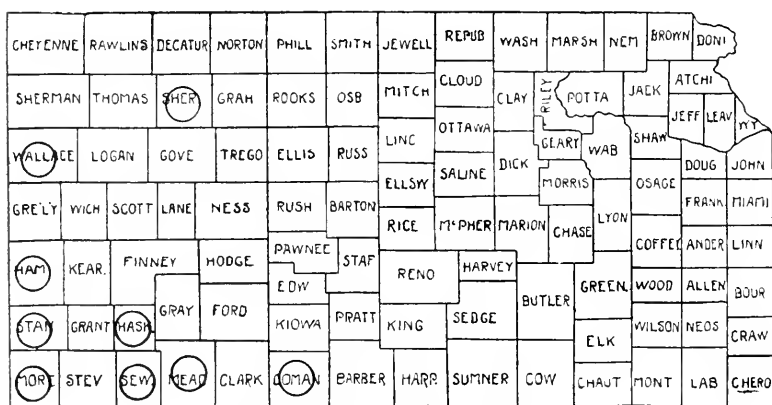 CHEYENNE RAWLINS DECATUR NORTON PHILL SMITH JEWELL REPUB WASH MARSH NEM BROWN DONI
SHERMAN THOMAS SHER GRAH ROOKS OSB MITCH CLOUD CLAY RILEY POTTA JACK ATCHI
JEFF LEAV WY
OTTAWA
WALLACE LOGAN GOVE TREGO ELLIS RUSS LINC SALINE DICK GEARY WAB SHAW DOUG JOHN
GRE'LY WICH SCOTT LANE NESS RUSH BARTON ELLSW MORRIS OSAGE FRANK MIAMI
RICE McPHER MARION CHASE LYON COFFEY ANDER LINN
HAM KEAR. FINNEY HODGE PAWNEE STAF RENO HARVEY
EDW
GRAY FORD BUTLER GREEN. WOOD ALLEN BOUR
STAN GRANT HASK KIOWA PRATT KING SEDGE ELK WILSON NEOS CRAW
MORE STEV SEW. MEAD CLARK COMAN BARBER HARP. SUMNER COW CHAUT MONT LAB CHERO